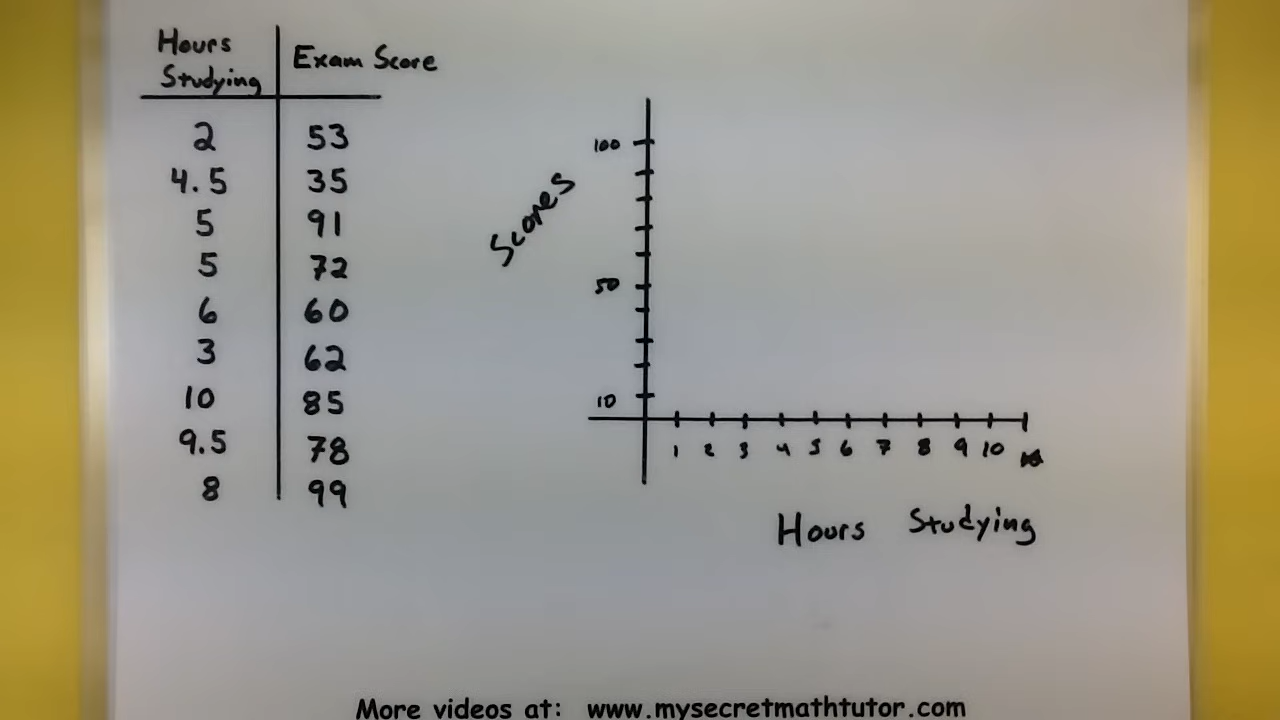 Hours Studying | Exam Score
2 | 53
4.5 | 35
5 | 91
5 | 72
6 | 60
3 | 62
10 | 85
9.5 | 78
8 | 99
Scores
100
50
10
1 2 3 4 5 6 7 8 9 10
Hours Studying
More videos at: www.mysecretmathtutor.com